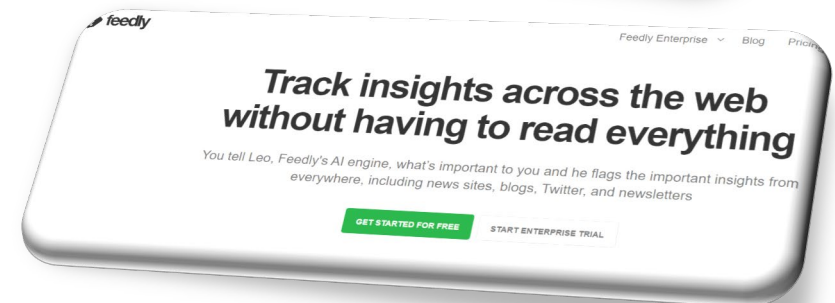 feedly
Feedly Enterprise Blog Pricing
Track insights across the web
without having to read everything
You tell Leo, Feedly's AI engine, what's important to you and he flags the important insights from
everywhere, including news sites, blogs, Twitter, and newsletters
GET STARTED FOR FREE START ENTERPRISE TRIAL